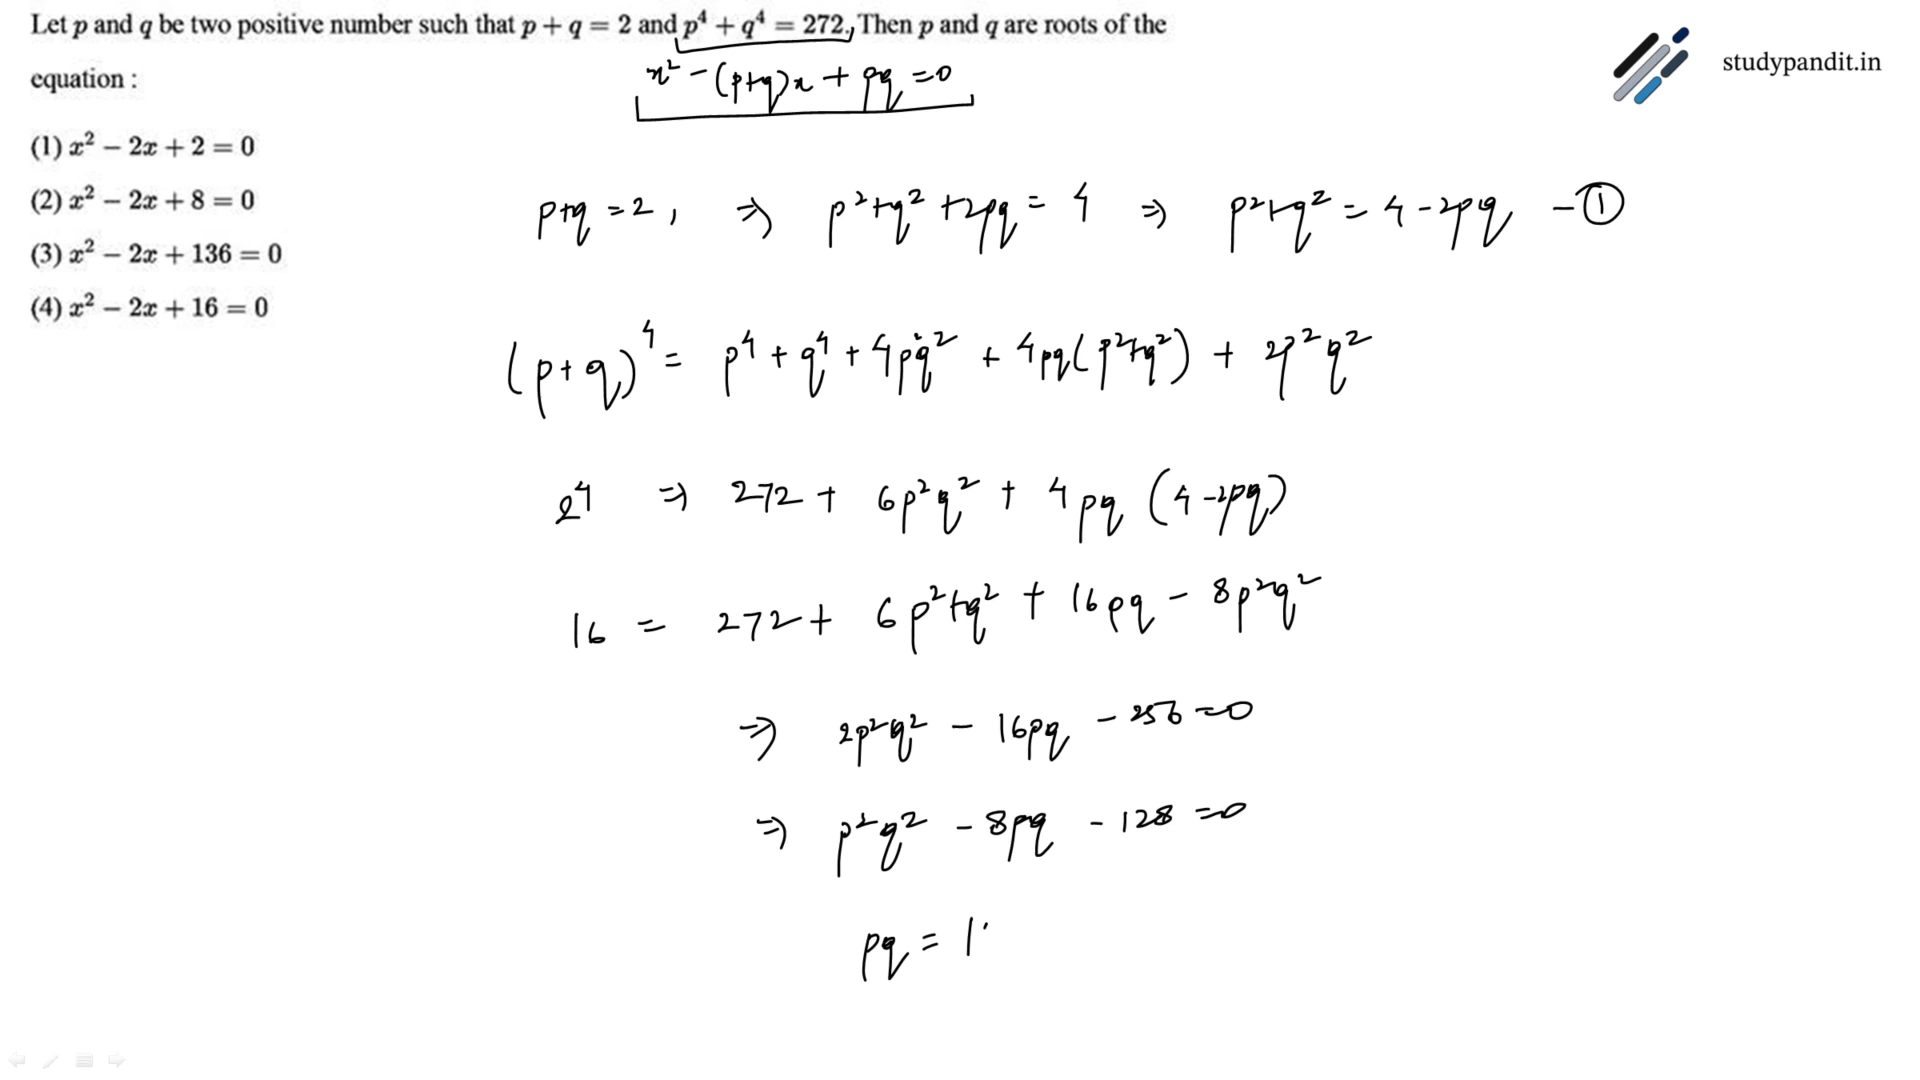 Let p and q be two positive number such that p + q = 2 and p⁴ + q⁴ = 272. Then p and q are roots of the
equation :
studypandit.in
x² - (p+q)x + pq = 0
(1) x² − 2x + 2 = 0
(2) x² − 2x + 8 = 0
(3) x² − 2x + 136 = 0
(4) x² − 2x + 16 = 0
p+q = 2, ⇒ p²+q²+2pq = 4 ⇒ p²+q² = 4-2pq - ①
(p+q)⁴ = p⁴ + q⁴ + 4p²q² + 4pq(p²+q²) + 2p²q²
2⁴ ⇒ 272 + 6p²q² + 4pq (4-2pq)
16 = 272 + 6p²+q² + 16pq - 8p²q²
⇒ 2p²q² - 16pq - 256 = 0
⇒ p²q² - 8pq - 128 = 0
pq = 1